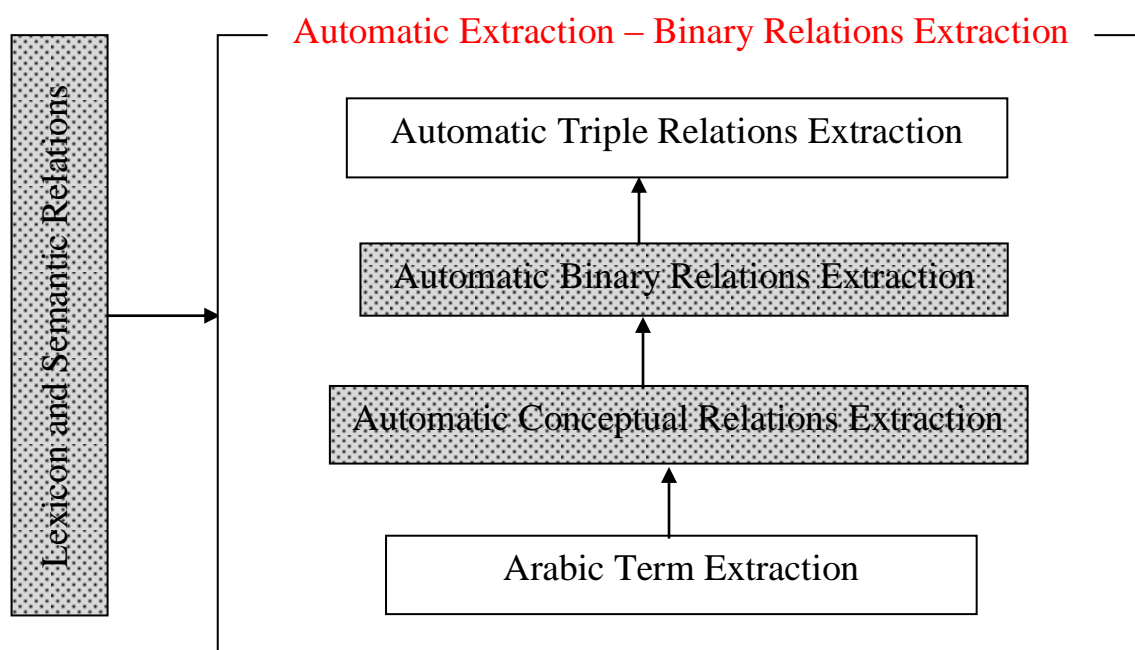 Automatic Extraction – Binary Relations Extraction
Lexicon and Semantic Relations
Automatic Triple Relations Extraction
Automatic Binary Relations Extraction
Automatic Conceptual Relations Extraction
Arabic Term Extraction